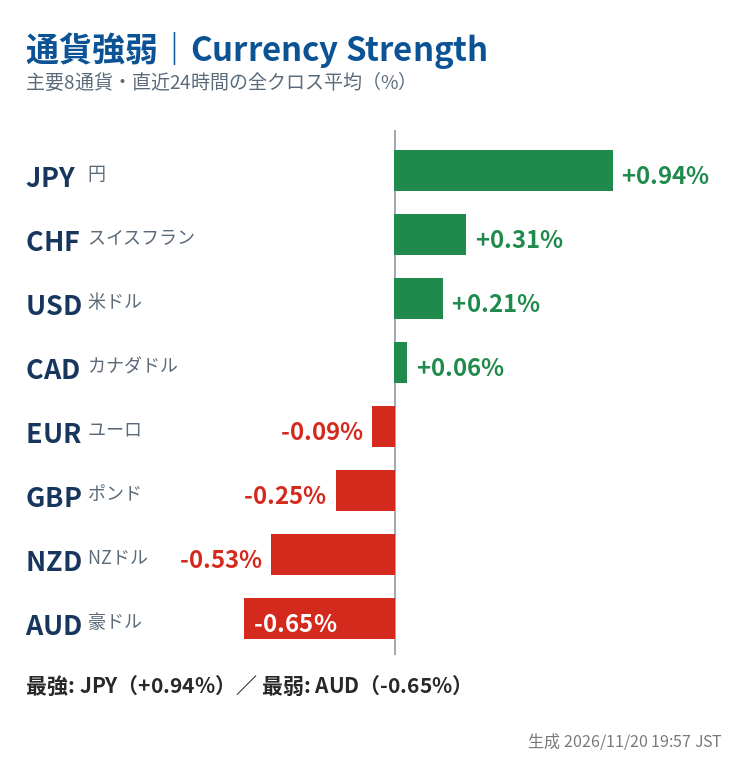 通貨強弱｜Currency Strength
主要8通貨・直近24時間の全クロス平均（%）
JPY 円 +0.94%
CHF スイスフラン +0.31%
USD 米ドル +0.21%
CAD カナダドル +0.06%
EUR ユーロ -0.09%
GBP ポンド -0.25%
NZD NZドル -0.53%
AUD 豪ドル -0.65%
最強: JPY（+0.94%）／ 最弱: AUD（-0.65%）
生成 2026/11/20 19:57 JST